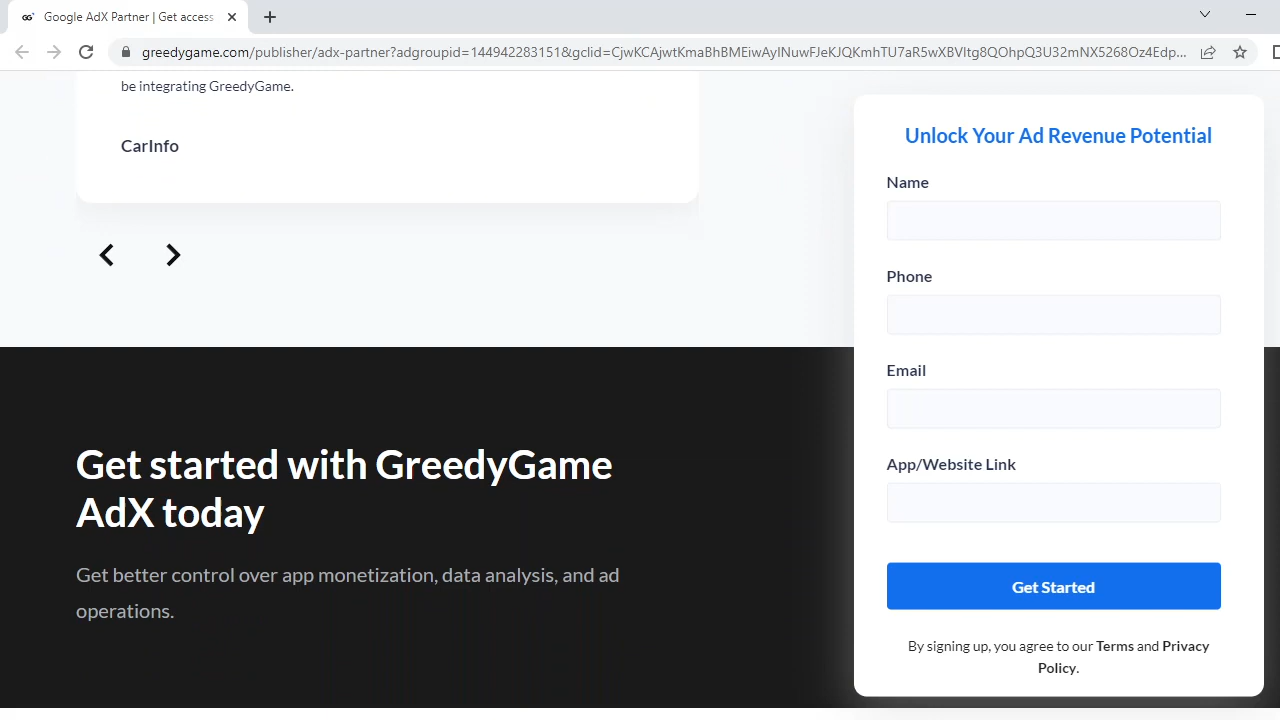 Google AdX Partner | Get access
greedygame.com/publisher/adx-partner?adgroupid=144942283151&gclid=CjwKCAjwtKmaBhBMEiwAyINuwFJeKJQKmhTU7aR5wXBVltg8QOhpQ3U32mNX5268Oz4Edp...
be integrating GreedyGame.
CarInfo
Get started with GreedyGame
AdX today
Get better control over app monetization, data analysis, and ad
operations.
Unlock Your Ad Revenue Potential
Name
Phone
Email
App/Website Link
Get Started
By signing up, you agree to our Terms and Privacy
Policy.